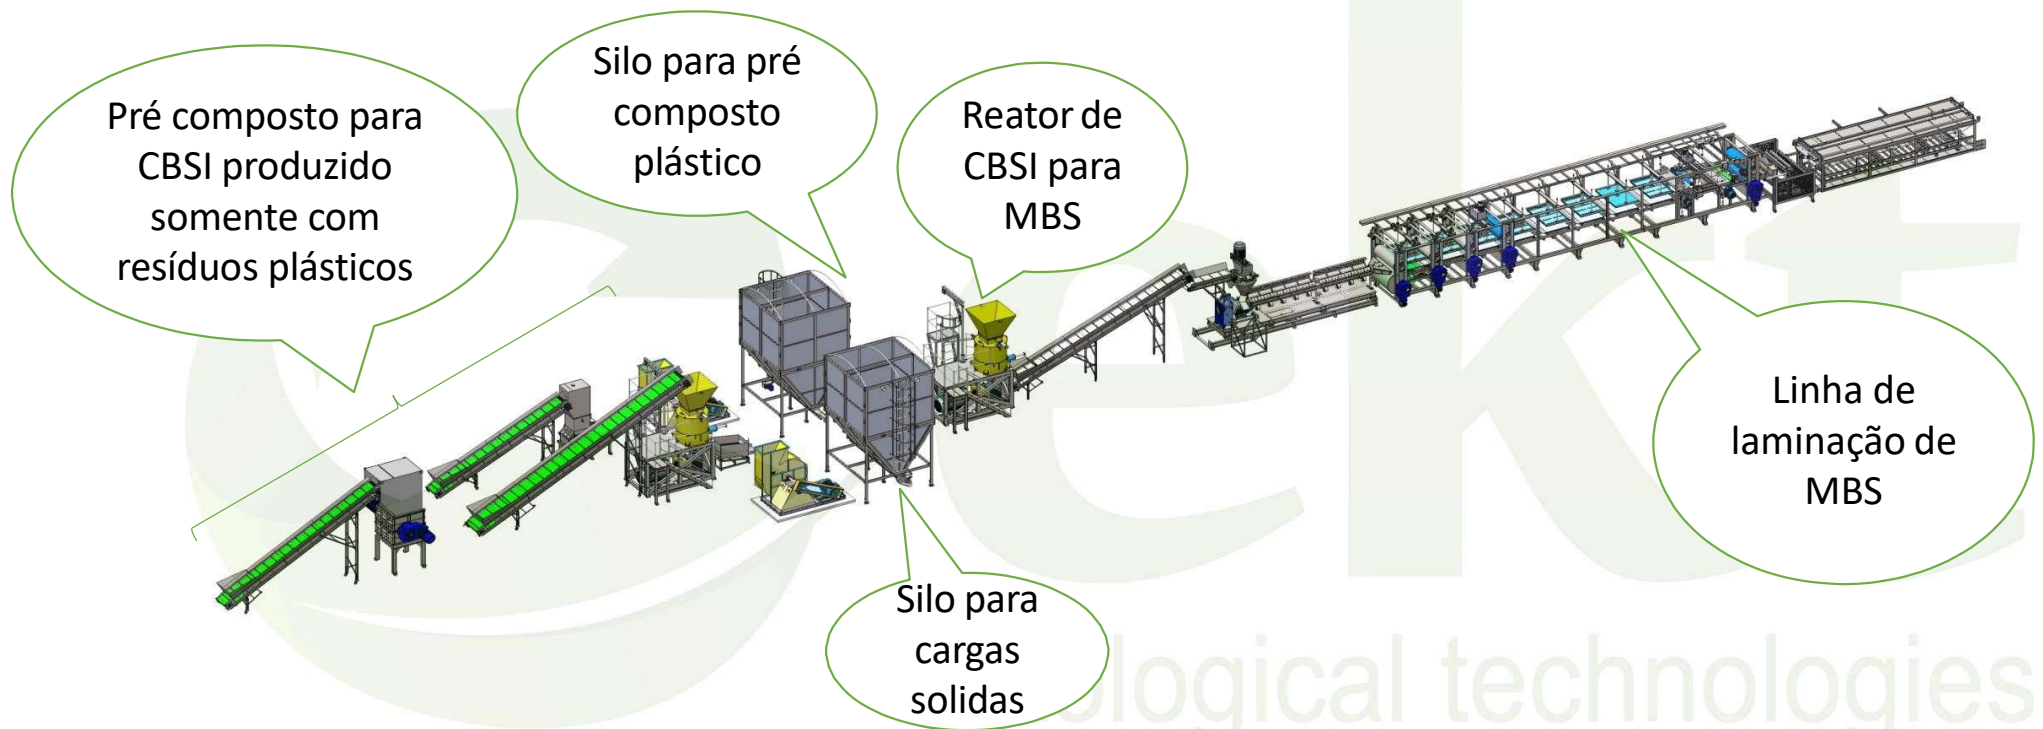 Pré composto para
CBSI produzido
somente com
resíduos plásticos
Silo para pré
composto
plástico
Reator de
CBSI para
MBS
Linha de
laminação de
MBS
Silo para
cargas
solidas
ekt
ological technologies